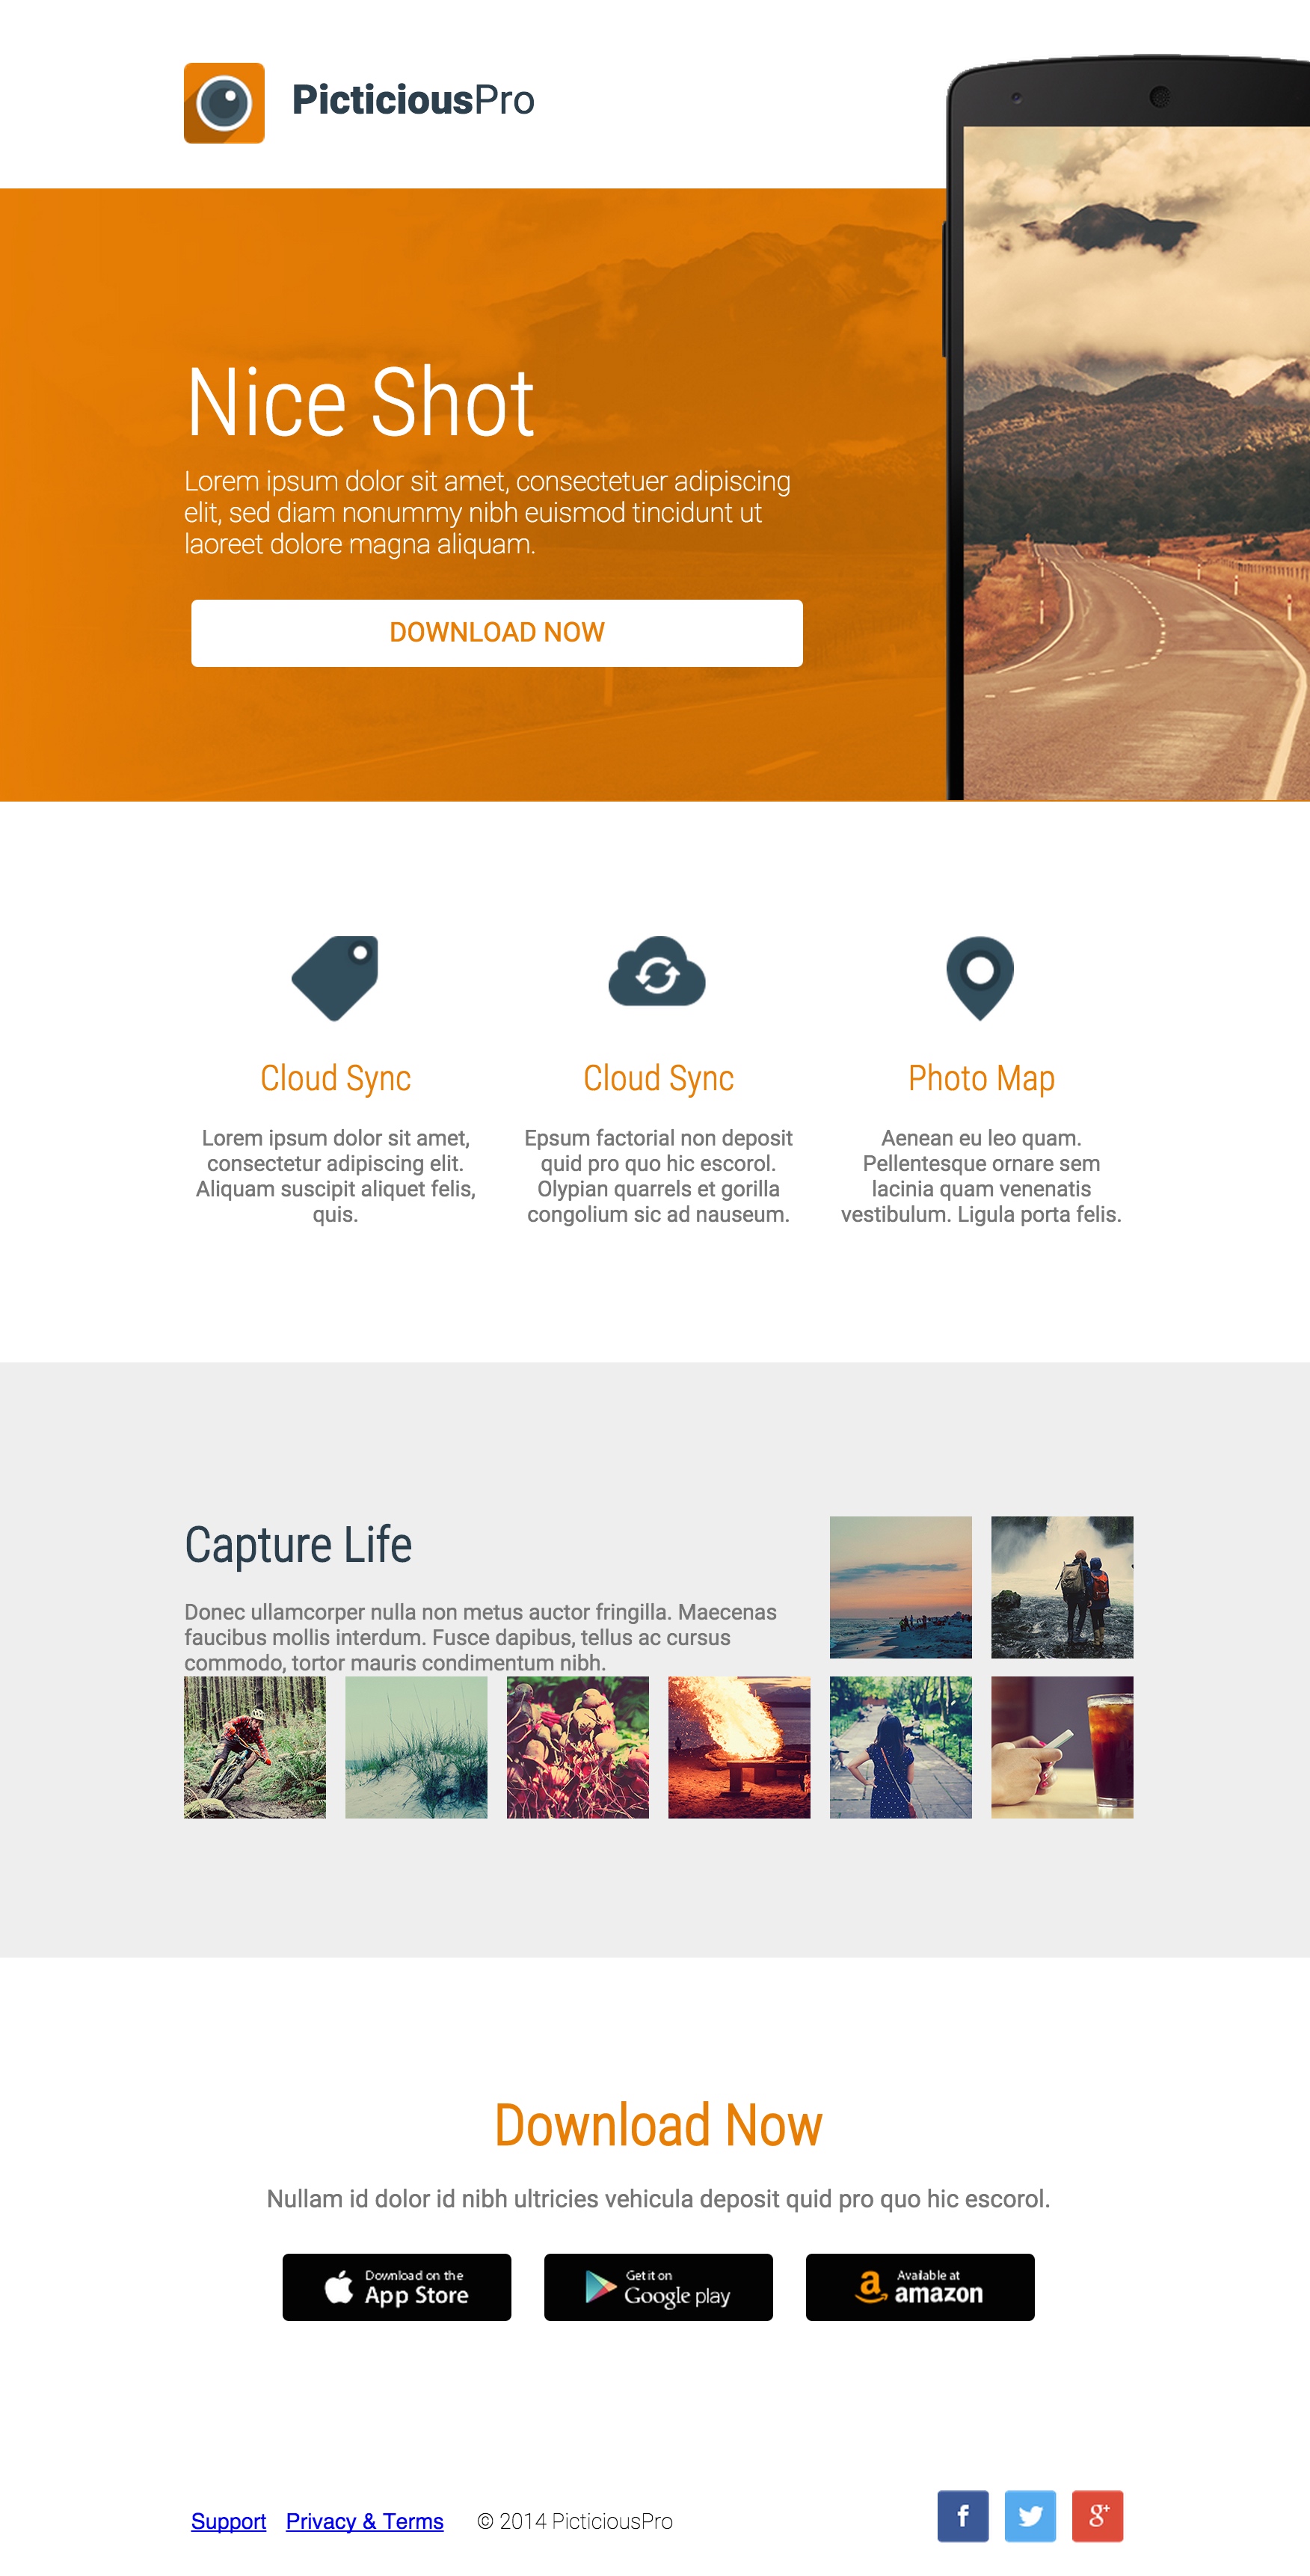 PicticiousPro
Nice Shot
Lorem ipsum dolor sit amet, consectetuer adipiscing
elit, sed diam nonummy nibh euismod tincidunt ut
laoreet dolore magna aliquam.
DOWNLOAD NOW
Cloud Sync
Lorem ipsum dolor sit amet,
consectetur adipiscing elit.
Aliquam suscipit aliquet felis,
quis.
Cloud Sync
Epsum factorial non deposit
quid pro quo hic escorol.
Olypian quarrels et gorilla
congolium sic ad nauseum.
Photo Map
Aenean eu leo quam.
Pellentesque ornare sem
lacinia quam venenatis
vestibulum. Ligula porta felis.
Capture Life
Donec ullamcorper nulla non metus auctor fringilla. Maecenas
faucibus mollis interdum. Fusce dapibus, tellus ac cursus
commodo, tortor mauris condimentum nibh.
Download Now
Nullam id dolor id nibh ultricies vehicula deposit quid pro quo hic escorol.
Download on the
App Store
Get it on
Google play
Available at
amazon
Support Privacy & Terms © 2014 PicticiousPro
f g+